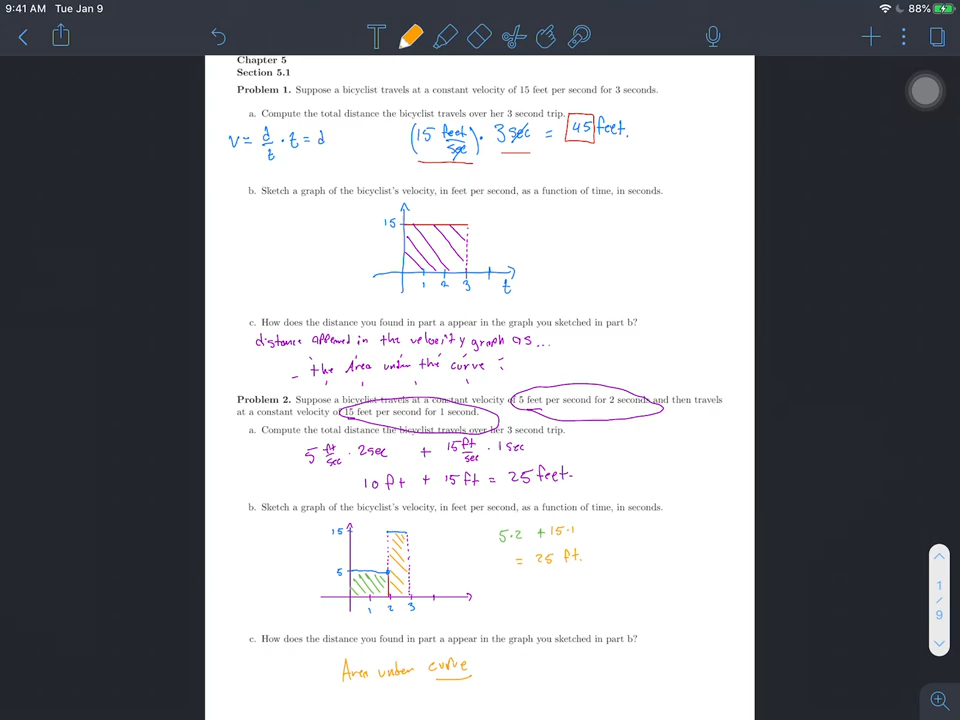 9:41 AM Tue Jan 9
88%
Chapter 5
Section 5.1
Problem 1. Suppose a bicyclist travels at a constant velocity of 15 feet per second for 3 seconds.
a. Compute the total distance the bicyclist travels over her 3 second trip.
v = d/t · t = d
(15 feet/sec) · 3 sec = 45 feet.
b. Sketch a graph of the bicyclist's velocity, in feet per second, as a function of time, in seconds.
15
1 2 3 t
c. How does the distance you found in part a appear in the graph you sketched in part b?
distance appeared in the velocity graph as ...
- the Area under the curve :
Problem 2. Suppose a bicyclist travels at a constant velocity of 5 feet per second for 2 seconds and then travels
at a constant velocity of 15 feet per second for 1 second.
a. Compute the total distance the bicyclist travels over her 3 second trip.
5 ft/sec · 2sec + 15 ft/sec · 1 sec
10 ft + 15 ft = 25 feet.
b. Sketch a graph of the bicyclist's velocity, in feet per second, as a function of time, in seconds.
15
5·2 + 15·1
= 25 ft.
5
1 2 3
c. How does the distance you found in part a appear in the graph you sketched in part b?
Area under curve
1
/
9